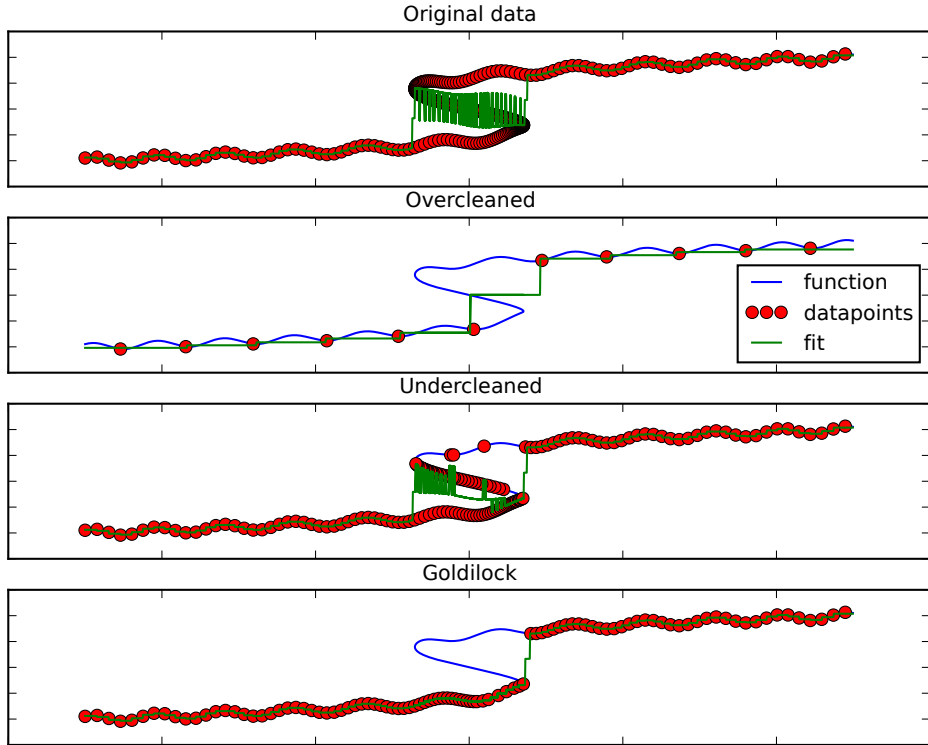 Original data
Overcleaned
function
datapoints
fit
Undercleaned
Goldilock